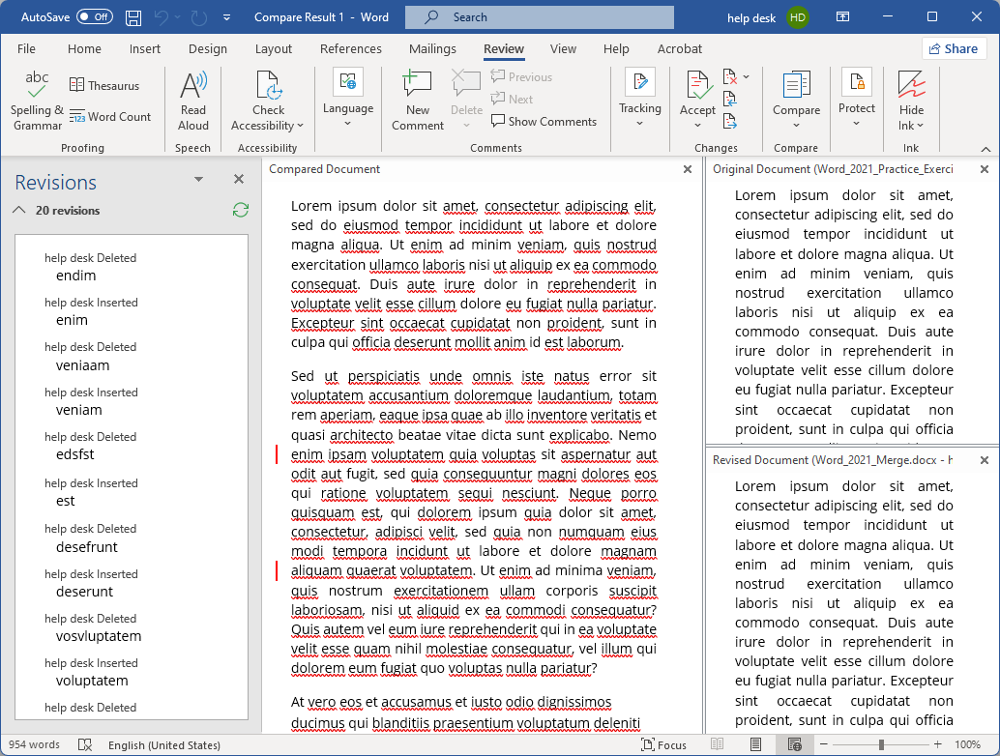 AutoSave Off Compare Result 1 - Word Search help desk HD
File Home Insert Design Layout References Mailings Review View Help Acrobat Share
abc
Spelling &
Grammar
Thesaurus
Word Count
Proofing
Read
Aloud
Speech
Check
Accessibility
Accessibility
Language
New
Comment
Delete
Previous
Next
Show Comments
Comments
Tracking
Accept
Changes
Compare
Compare
Protect
Hide
Ink
Ink
Revisions
20 revisions
help desk Deleted
endim
help desk Inserted
enim
help desk Deleted
veniaam
help desk Inserted
veniam
help desk Deleted
edsfst
help desk Inserted
est
help desk Deleted
desefrunt
help desk Inserted
deserunt
help desk Deleted
vosvluptatem
help desk Inserted
voluptatem
help desk Deleted
Compared Document
Lorem ipsum dolor sit amet, consectetur adipiscing elit,
sed do eiusmod tempor incididunt ut labore et dolore
magna aliqua. Ut enim ad minim veniam, quis nostrud
exercitation ullamco laboris nisi ut aliquip ex ea commodo
consequat. Duis aute irure dolor in reprehenderit in
voluptate velit esse cillum dolore eu fugiat nulla pariatur.
Excepteur sint occaecat cupidatat non proident, sunt in
culpa qui officia deserunt mollit anim id est laborum.
Sed ut perspiciatis unde omnis iste natus error sit
voluptatem accusantium doloremque laudantium, totam
rem aperiam, eaque ipsa quae ab illo inventore veritatis et
quasi architecto beatae vitae dicta sunt explicabo. Nemo
enim ipsam voluptatem quia voluptas sit aspernatur aut
odit aut fugit, sed quia consequuntur magni dolores eos
qui ratione voluptatem sequi nesciunt. Neque porro
quisquam est, qui dolorem ipsum quia dolor sit amet,
consectetur, adipisci velit, sed quia non numquam eius
modi tempora incidunt ut labore et dolore magnam
aliquam quaerat voluptatem. Ut enim ad minima veniam,
quis nostrum exercitationem ullam corporis suscipit
laboriosam, nisi ut aliquid ex ea commodi consequatur?
Quis autem vel eum iure reprehenderit qui in ea voluptate
velit esse quam nihil molestiae consequatur, vel illum qui
dolorem eum fugiat quo voluptas nulla pariatur?
At vero eos et accusamus et iusto odio dignissimos
ducimus qui blanditiis praesentium voluptatum deleniti
Original Document (Word_2021_Practice_Exerci
Lorem ipsum dolor sit amet,
consectetur adipiscing elit, sed do
eiusmod tempor incididunt ut
labore et dolore magna aliqua. Ut
enim ad minim veniam, quis
nostrud exercitation ullamco
laboris nisi ut aliquip ex ea
commodo consequat. Duis aute
irure dolor in reprehenderit in
voluptate velit esse cillum dolore
eu fugiat nulla pariatur. Excepteur
sint occaecat cupidatat non
proident, sunt in culpa qui officia
Revised Document (Word_2021_Merge.docx - h
Lorem ipsum dolor sit amet,
consectetur adipiscing elit, sed do
eiusmod tempor incididunt ut
labore et dolore magna aliqua. Ut
enim ad minim veniam, quis
nostrud exercitation ullamco
laboris nisi ut aliquip ex ea
commodo consequat. Duis aute
irure dolor in reprehenderit in
voluptate velit esse cillum dolore
eu fugiat nulla pariatur. Excepteur
sint occaecat cupidatat non
proident, sunt in culpa qui officia
954 words English (United States) Focus 100%